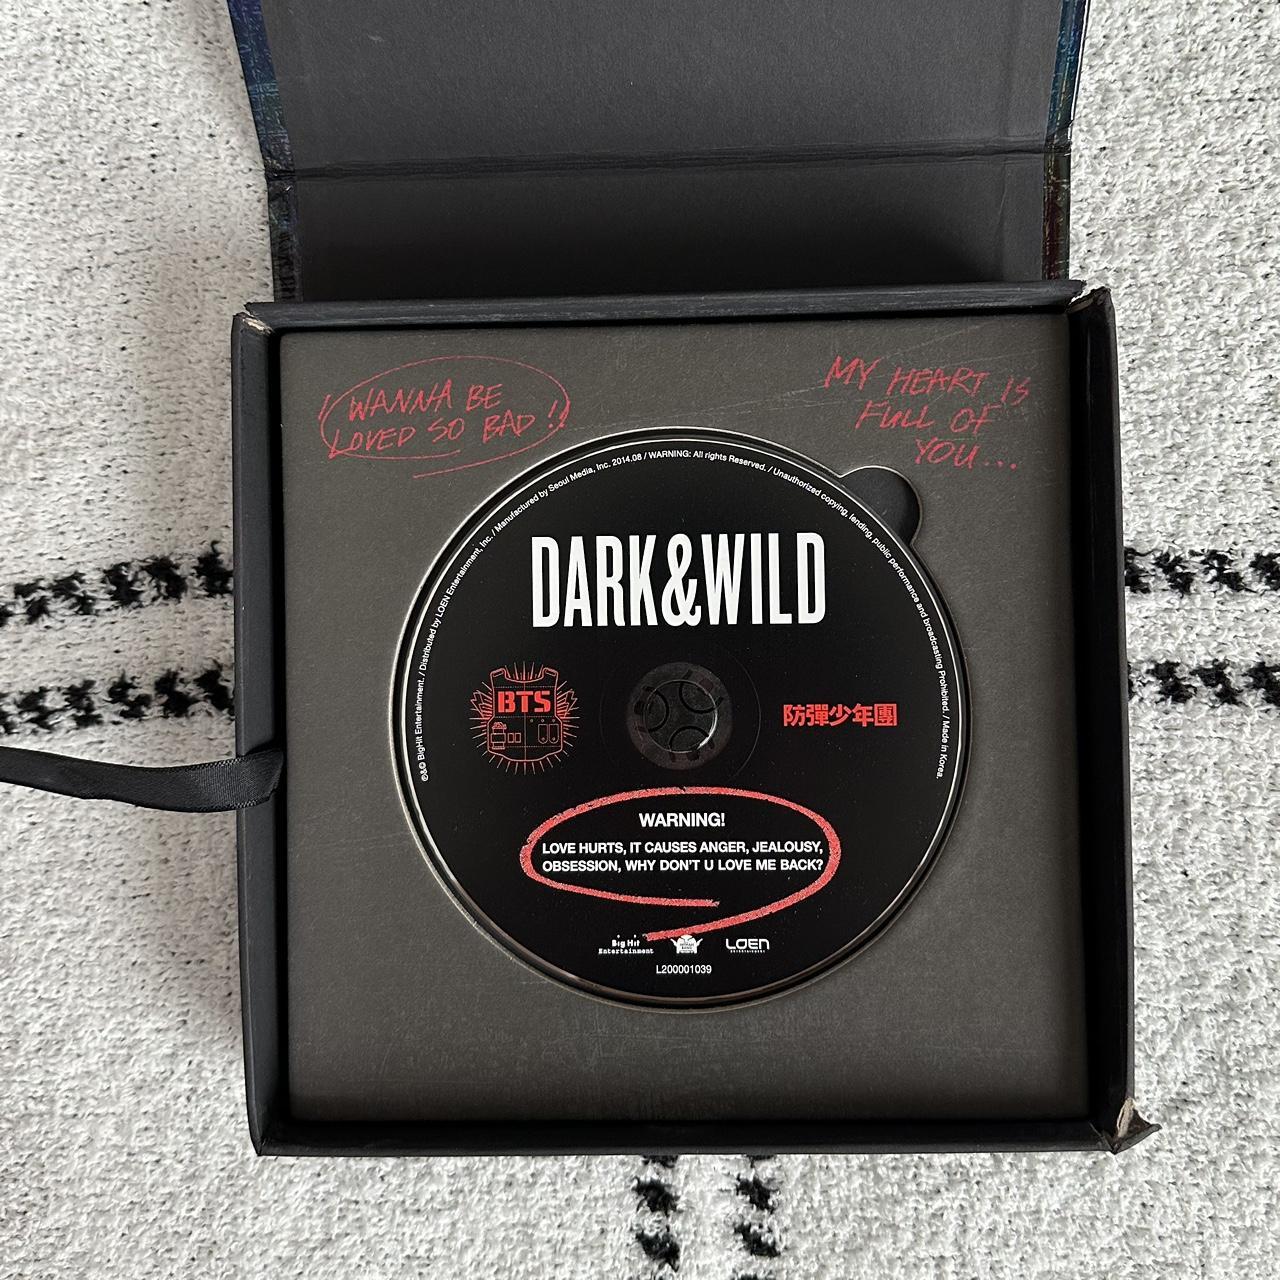 WANNA BE
LOVED SO BAD!!
MY HEART IS
FULL OF
YOU...
℗&© BigHit Entertainment. / Distributed by LOEN Entertainment, Inc. / Manufactured by Seoul Media, Inc. 2014.08 / WARNING: All rights Reserved. / Unauthorized copying, lending, public performance and broadcasting Prohibited. / Made in Korea.
DARK&WILD
BTS
防彈少年團
WARNING!
LOVE HURTS, IT CAUSES ANGER, JEALOUSY,
OBSESSION, WHY DON'T U LOVE ME BACK?
Big Hit
Entertainment
LOEN
ENTERTAINMENT
L200001039